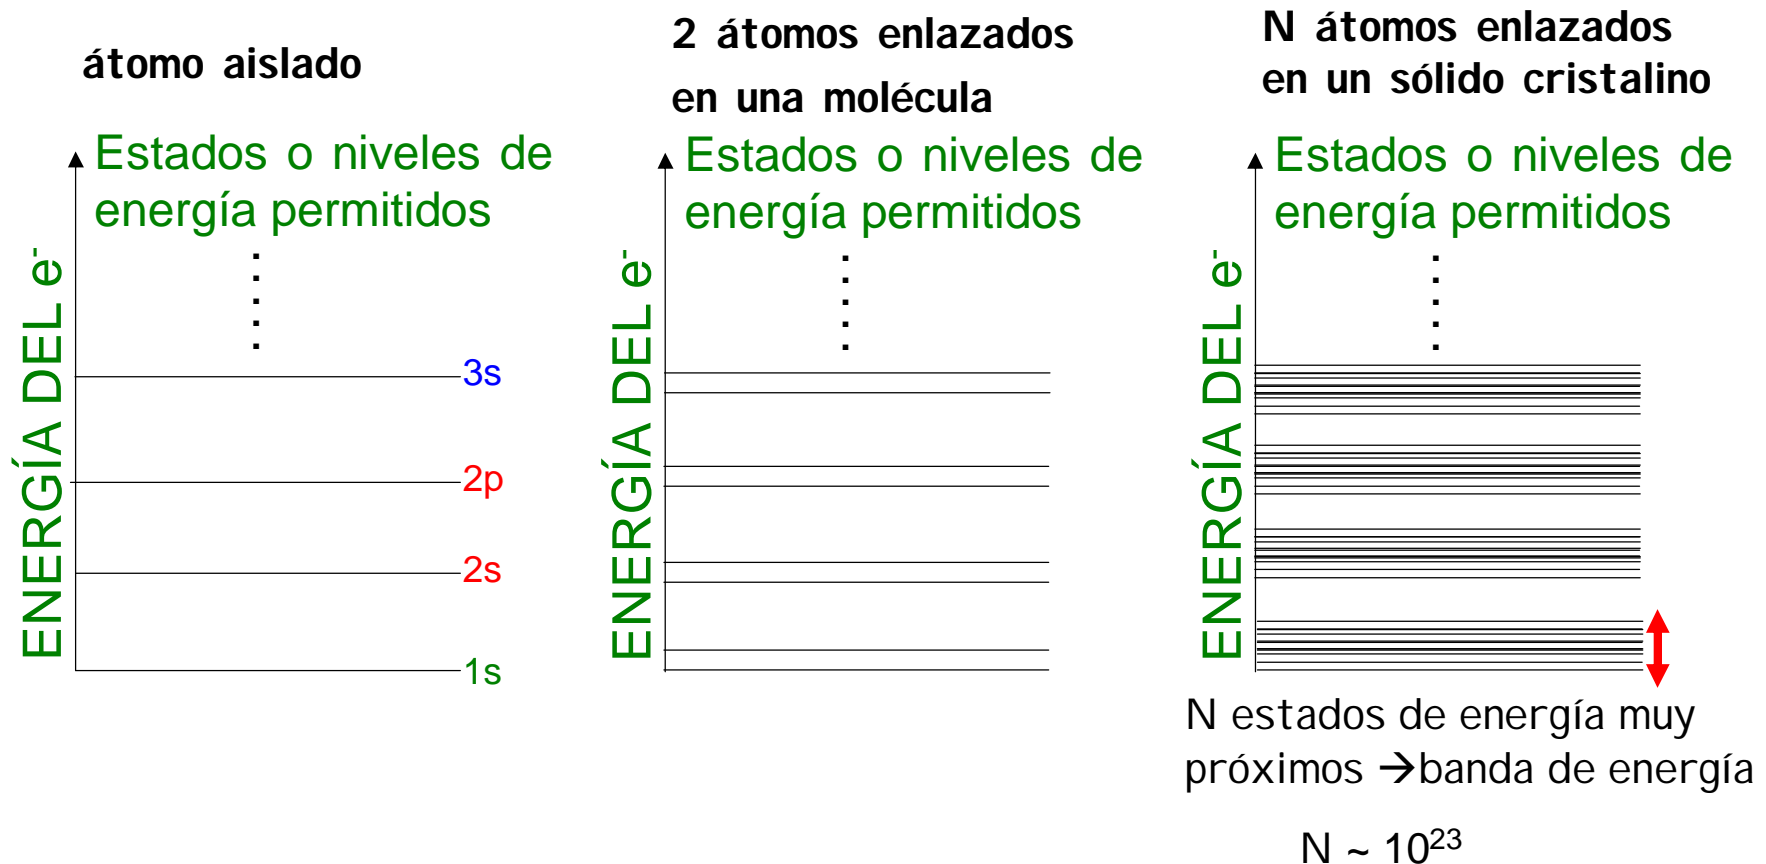 átomo aislado
Estados o niveles de
energía permitidos
ENERGÍA DEL e-
3s
2p
2s
1s
2 átomos enlazados
en una molécula
Estados o niveles de
energía permitidos
ENERGÍA DEL e-
N átomos enlazados
en un sólido cristalino
Estados o niveles de
energía permitidos
ENERGÍA DEL e-
N estados de energía muy
próximos →banda de energía
N ~ 10²³